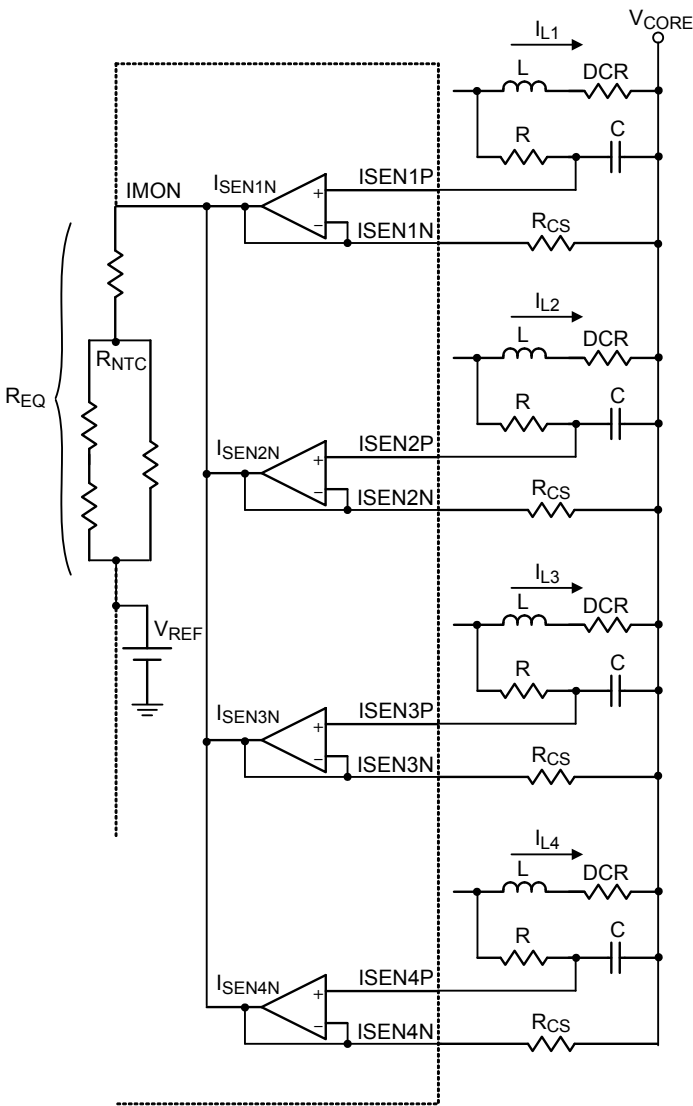 V_CORE
I_L1
L
DCR
R
C
IMON
I_SEN1N
+
−
ISEN1P
ISEN1N
R_CS
R_EQ
R_NTC
I_L2
L
DCR
R
C
I_SEN2N
+
−
ISEN2P
ISEN2N
R_CS
V_REF
I_L3
L
DCR
R
C
I_SEN3N
+
−
ISEN3P
ISEN3N
R_CS
I_L4
L
DCR
R
C
I_SEN4N
+
−
ISEN4P
ISEN4N
R_CS